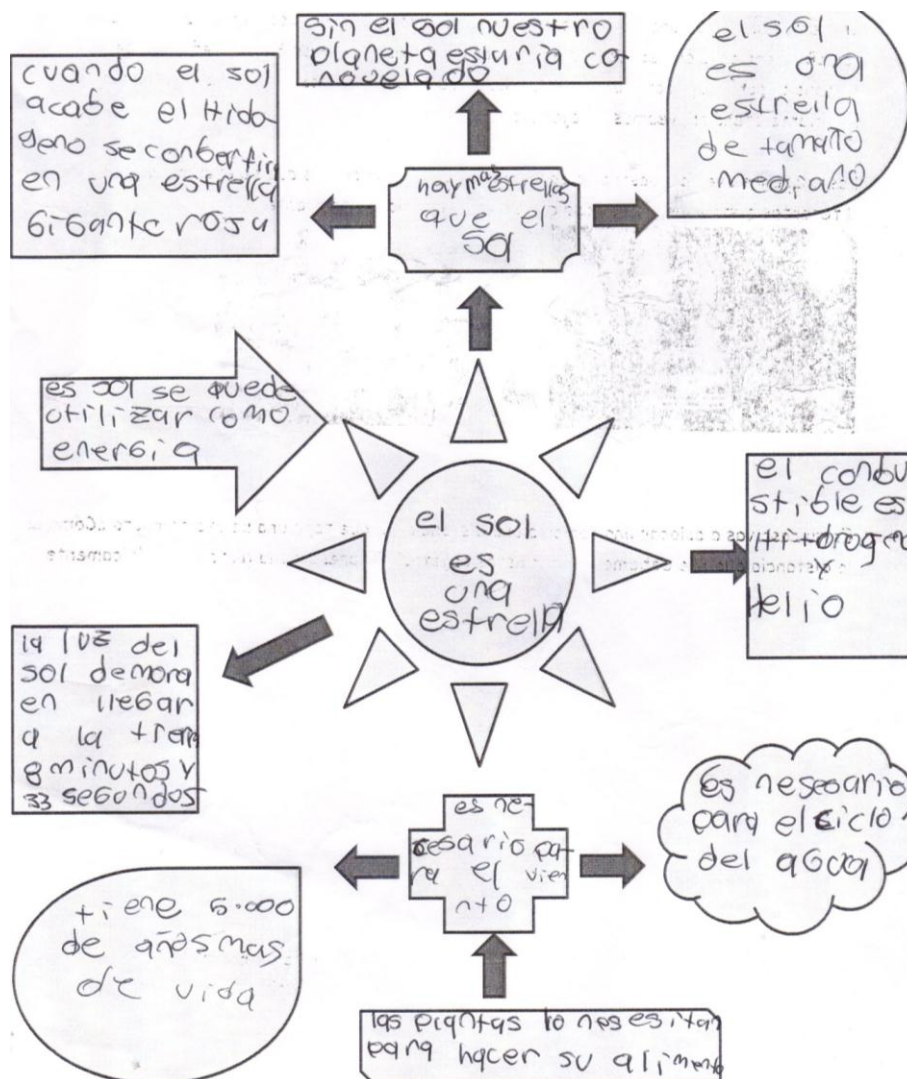 sin el sol nuestro
planeta estaria co-
ngelado
cuando el sol
acabe el Hidro
geno se conbertira
en una estrella
gigante roja
hay mas estrellas
que el
sol
el sol
es una
estrella
de tamaño
mediano
es sol se puede
utilizar como
energia
el sol
es
una
estrella
el conbu
stible es
Hidrogeno
y
Helio
la luz del
sol demora
en llegar
a la tierra
8 minutos y
33 segundos
es ne-
cesario pa-
ra el vien
nto
es nesesario
para el ciclo
del agua
tiene 5.000
de años mas
de vida
las plantas lo nesesitan
para hacer su alimento